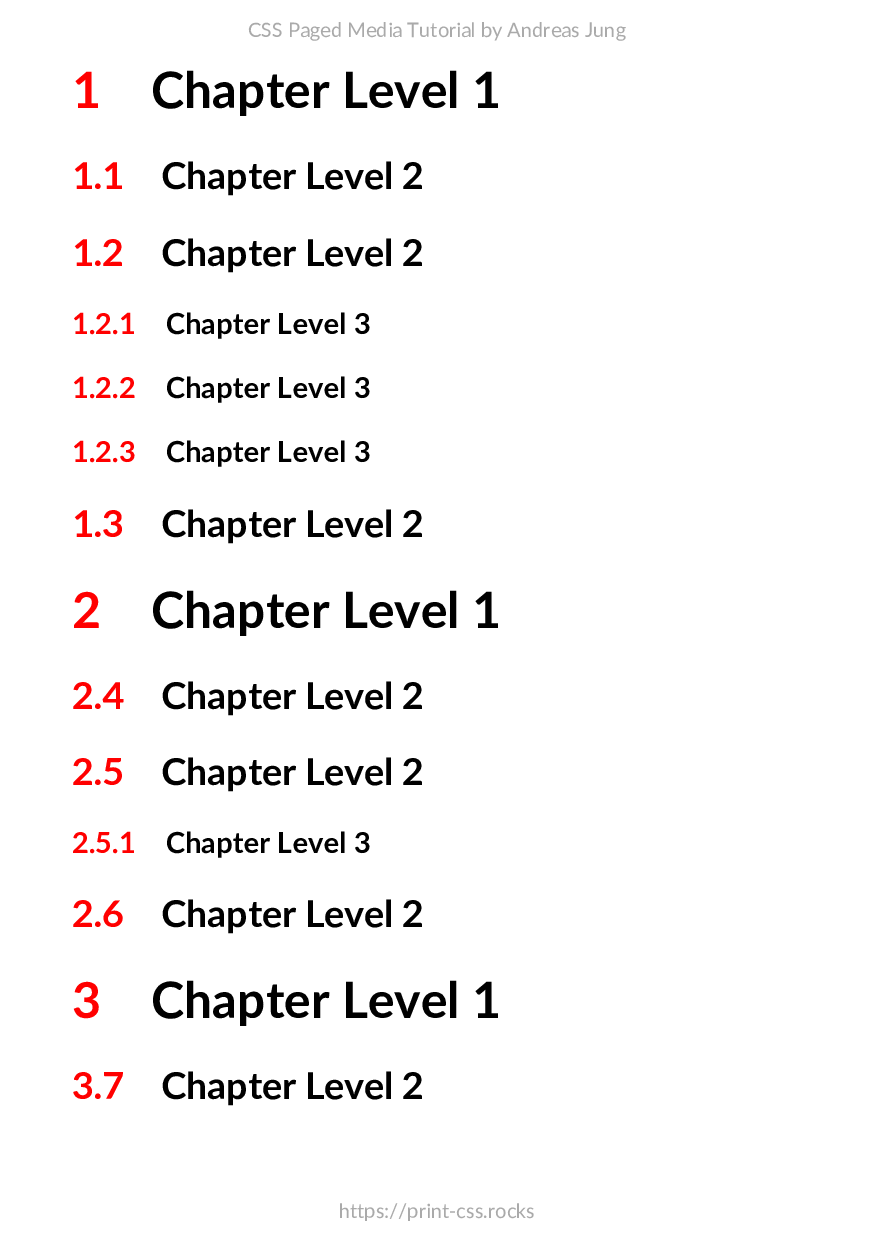 CSS Paged Media Tutorial by Andreas Jung
1 Chapter Level 1
1.1 Chapter Level 2
1.2 Chapter Level 2
1.2.1 Chapter Level 3
1.2.2 Chapter Level 3
1.2.3 Chapter Level 3
1.3 Chapter Level 2
2 Chapter Level 1
2.4 Chapter Level 2
2.5 Chapter Level 2
2.5.1 Chapter Level 3
2.6 Chapter Level 2
3 Chapter Level 1
3.7 Chapter Level 2
https://print-css.rocks